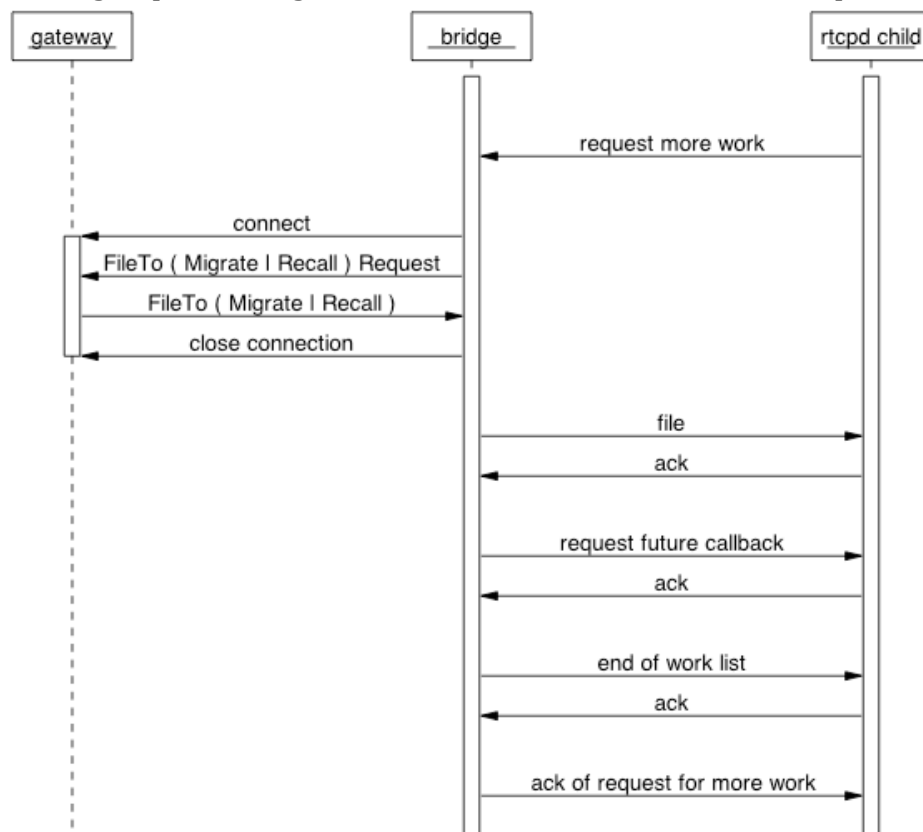 gateway
bridge
rtcpd child
request more work
connect
FileTo ( Migrate | Recall ) Request
FileTo ( Migrate | Recall )
close connection
file
ack
request future callback
ack
end of work list
ack
ack of request for more work